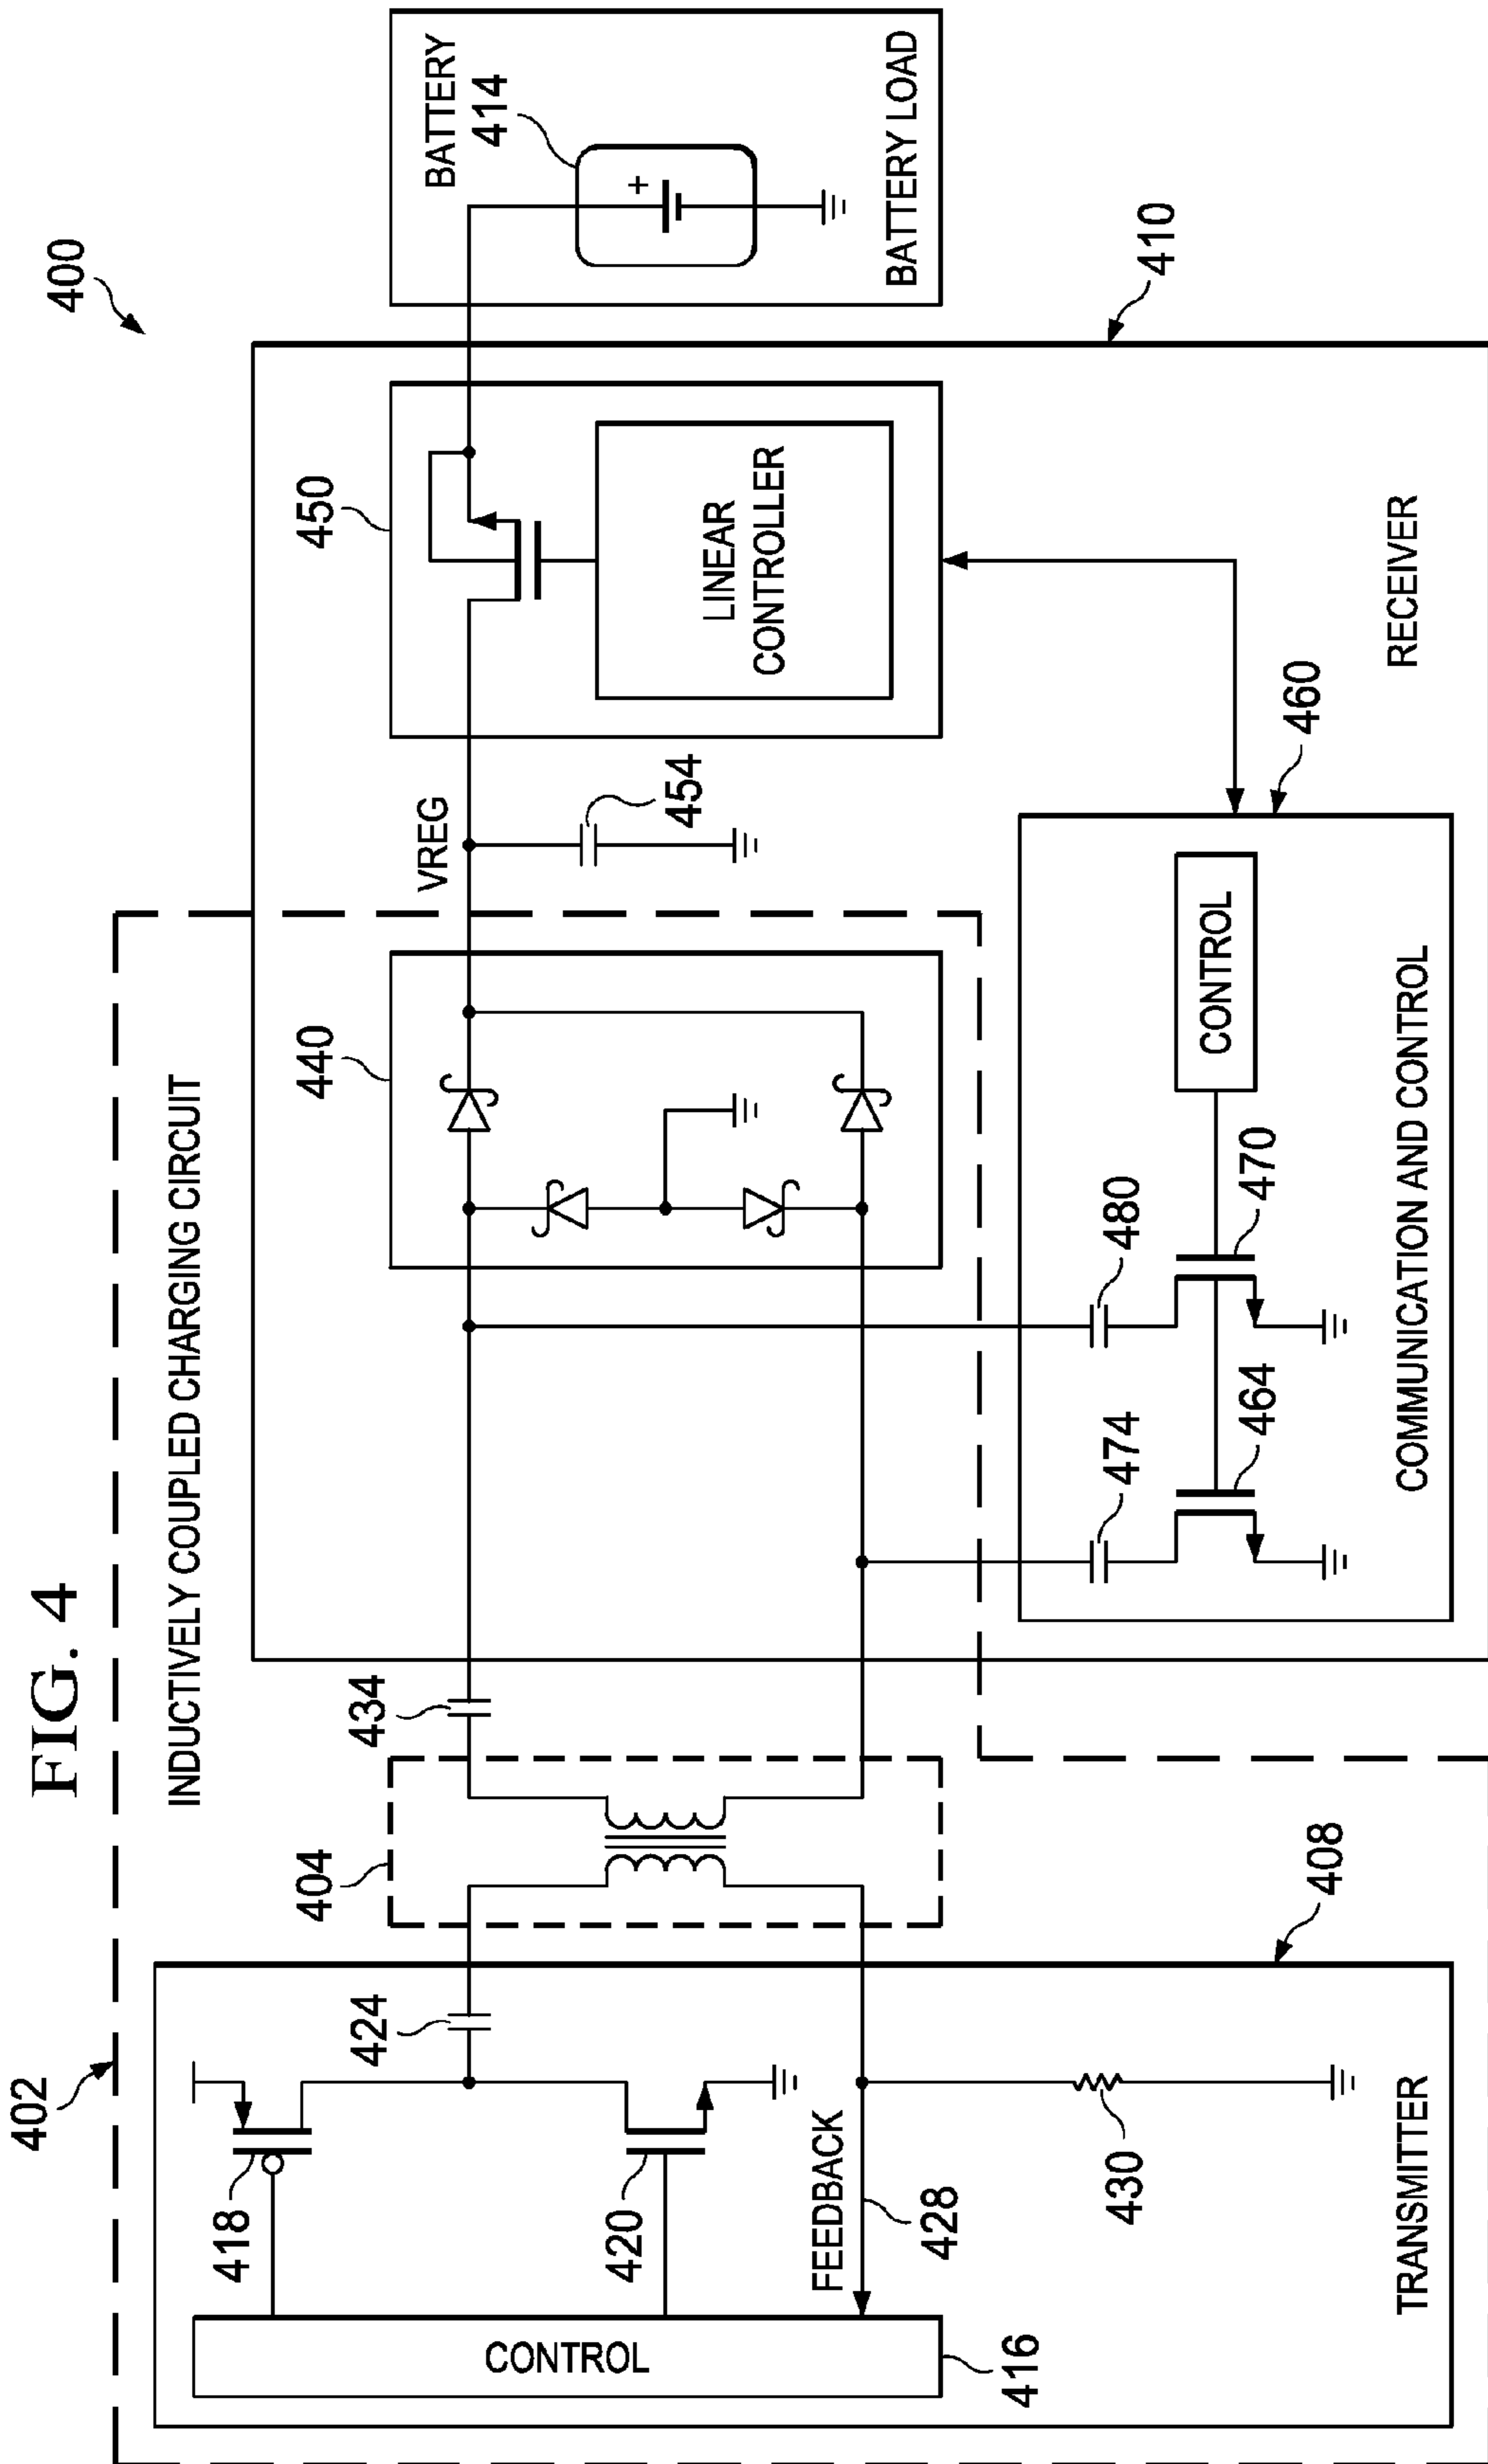 FIG. 4
400
402
INDUCTIVELY COUPLED CHARGING CIRCUIT
404
408
TRANSMITTER
CONTROL
416
418
420
424
FEEDBACK
428
430
434
410
RECEIVER
440
VREG
454
450
LINEAR
CONTROLLER
BATTERY
414
+
BATTERY LOAD
460
COMMUNICATION AND CONTROL
CONTROL
474
464
480
470